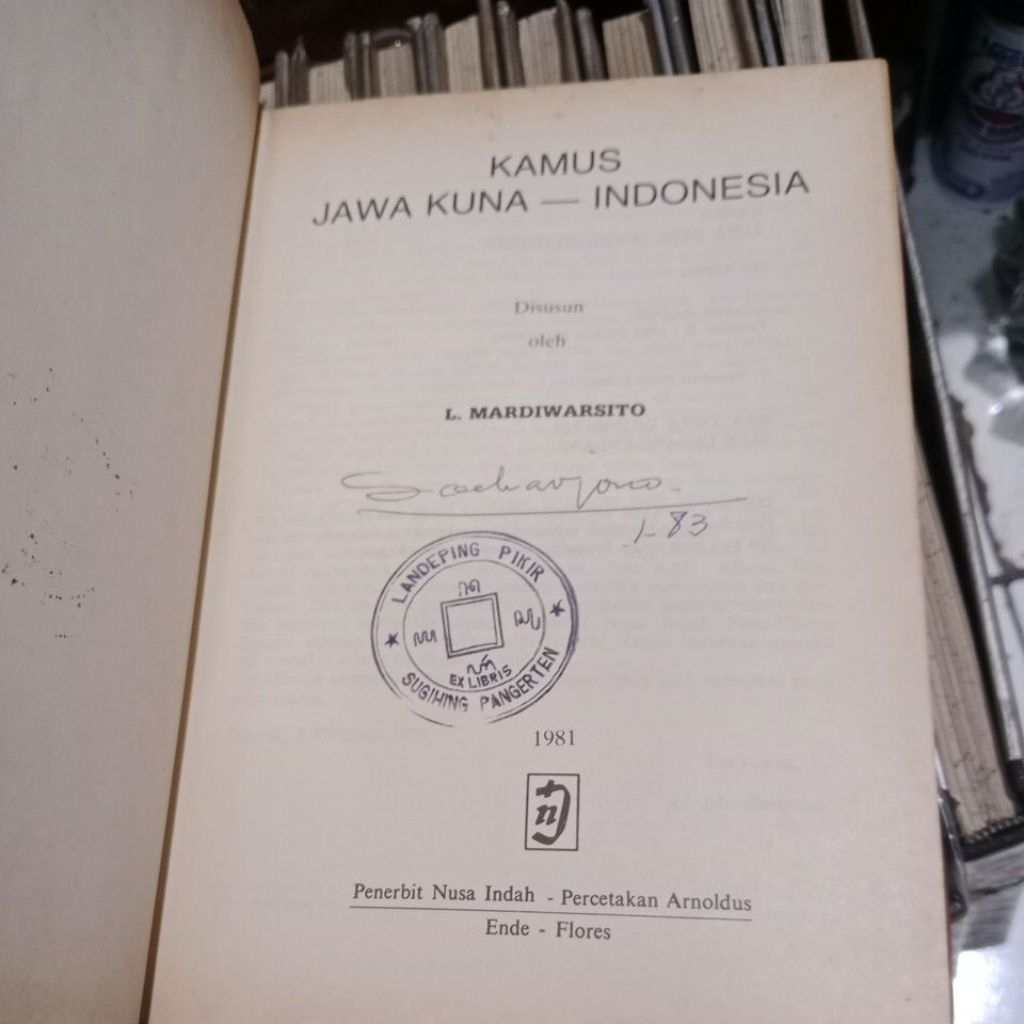 KAMUS
JAWA KUNA — INDONESIA
Disusun
oleh
L. MARDIWARSITO
1-83
LANDEPING PIKIR
EX LIBRIS
SUGIHING PANGERTEN
1981
Penerbit Nusa Indah - Percetakan Arnoldus
Ende - Flores